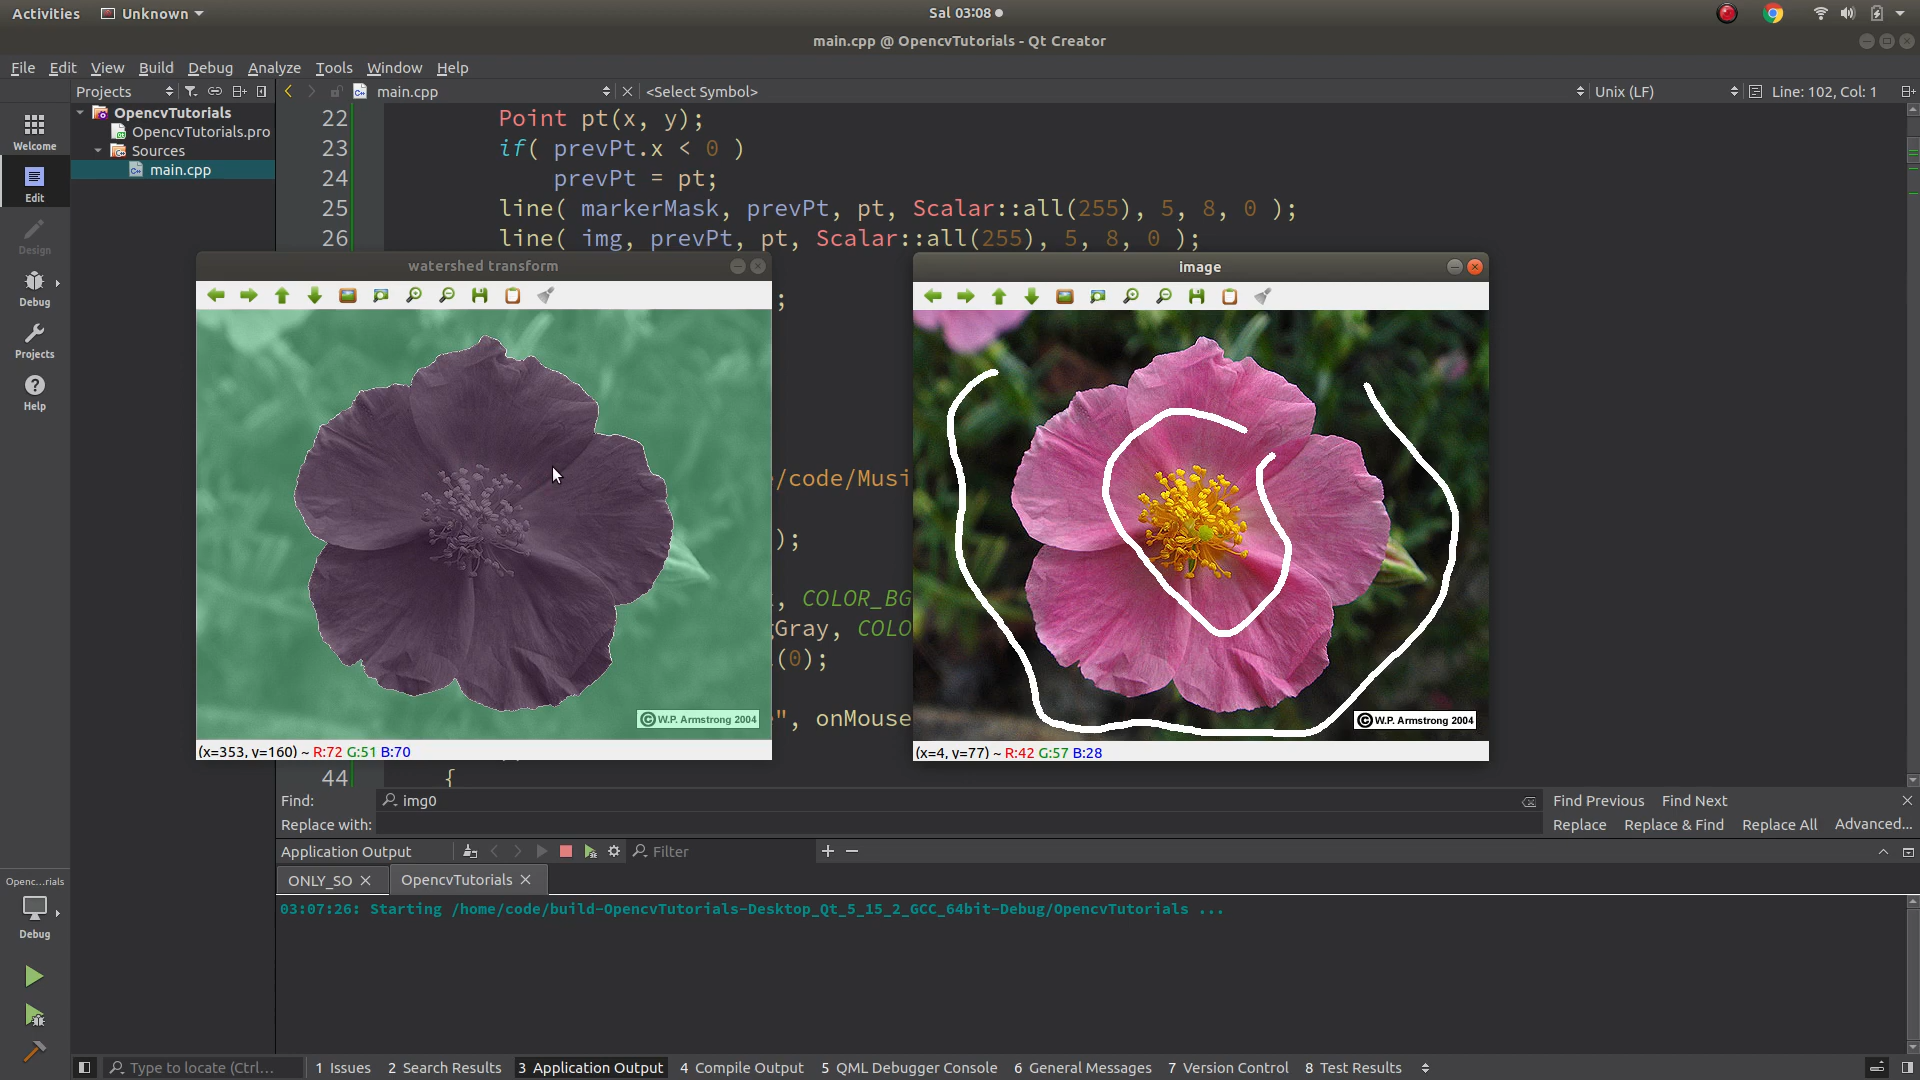 Activities Unknown Sal 03:08
main.cpp @ OpencvTutorials - Qt Creator
File Edit View Build Debug Analyze Tools Window Help
Projects main.cpp <Select Symbol> Unix (LF) Line: 102, Col: 1
OpencvTutorials
OpencvTutorials.pro
Sources
main.cpp
Welcome
Edit
Design
Debug
Projects
Help
22 Point pt(x, y);
23 if( prevPt.x < 0 )
24 prevPt = pt;
25 line( markerMask, prevPt, pt, Scalar::all(255), 5, 8, 0 );
26 line( img, prevPt, pt, Scalar::all(255), 5, 8, 0 );
;
/code/Musi
);
, COLOR_BG
Gray, COLO
(0);
", onMouse
44 {
watershed transform
©W.P. Armstrong 2004
(x=353, y=160) ~ R:72 G:51 B:70
image
©W.P. Armstrong 2004
(x=4, y=77) ~ R:42 G:57 B:28
Find: img0 Find Previous Find Next
Replace with: Replace Replace & Find Replace All Advanced...
Application Output Filter
ONLY_SO OpencvTutorials
03:07:26: Starting /home/code/build-OpencvTutorials-Desktop_Qt_5_15_2_GCC_64bit-Debug/OpencvTutorials ...
Openc...rials
Debug
Type to locate (Ctrl... 1 Issues 2 Search Results 3 Application Output 4 Compile Output 5 QML Debugger Console 6 General Messages 7 Version Control 8 Test Results